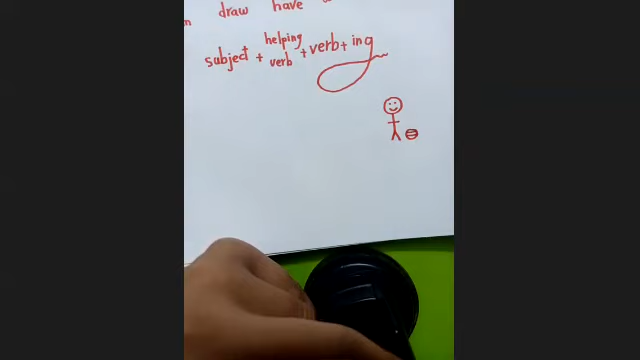 draw have
subject + helping verb + verb + ing